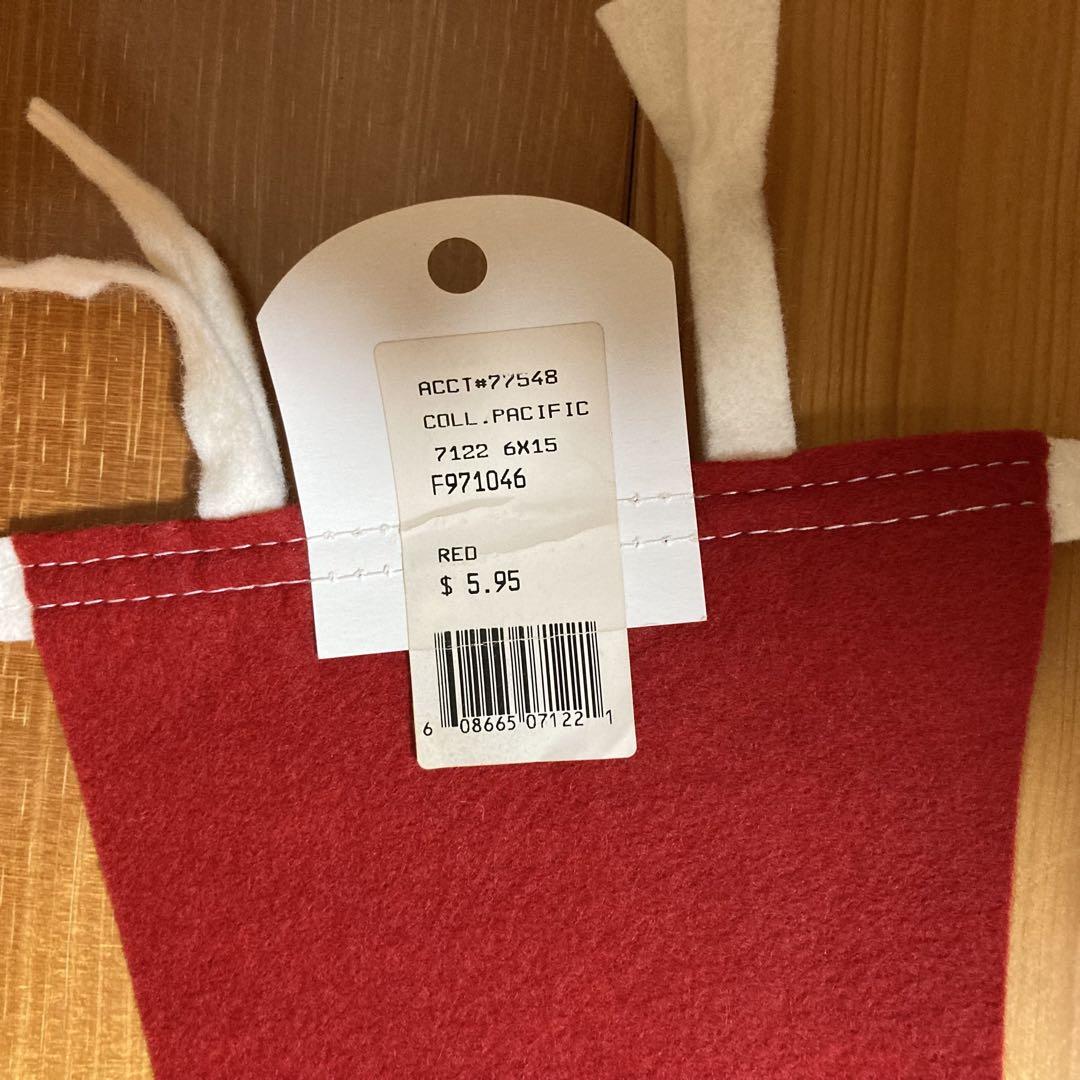 ACCT#77548
COLL.PACIFIC
7122 6X15
F971046
RED
$ 5.95
6 08665 07122 1